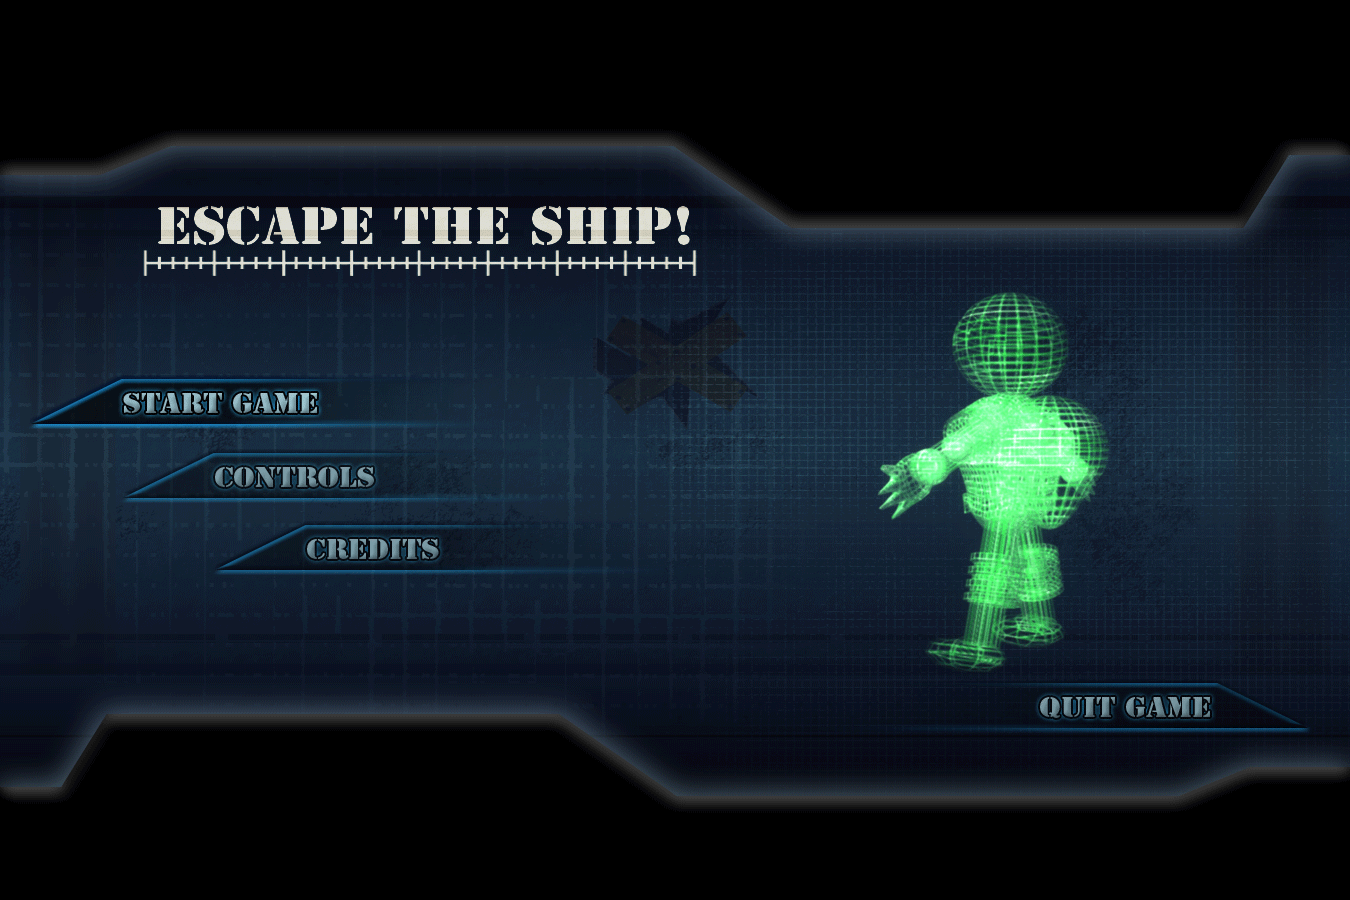 ESCAPE THE SHIP!
START GAME
CONTROLS
CREDITS
QUIT GAME